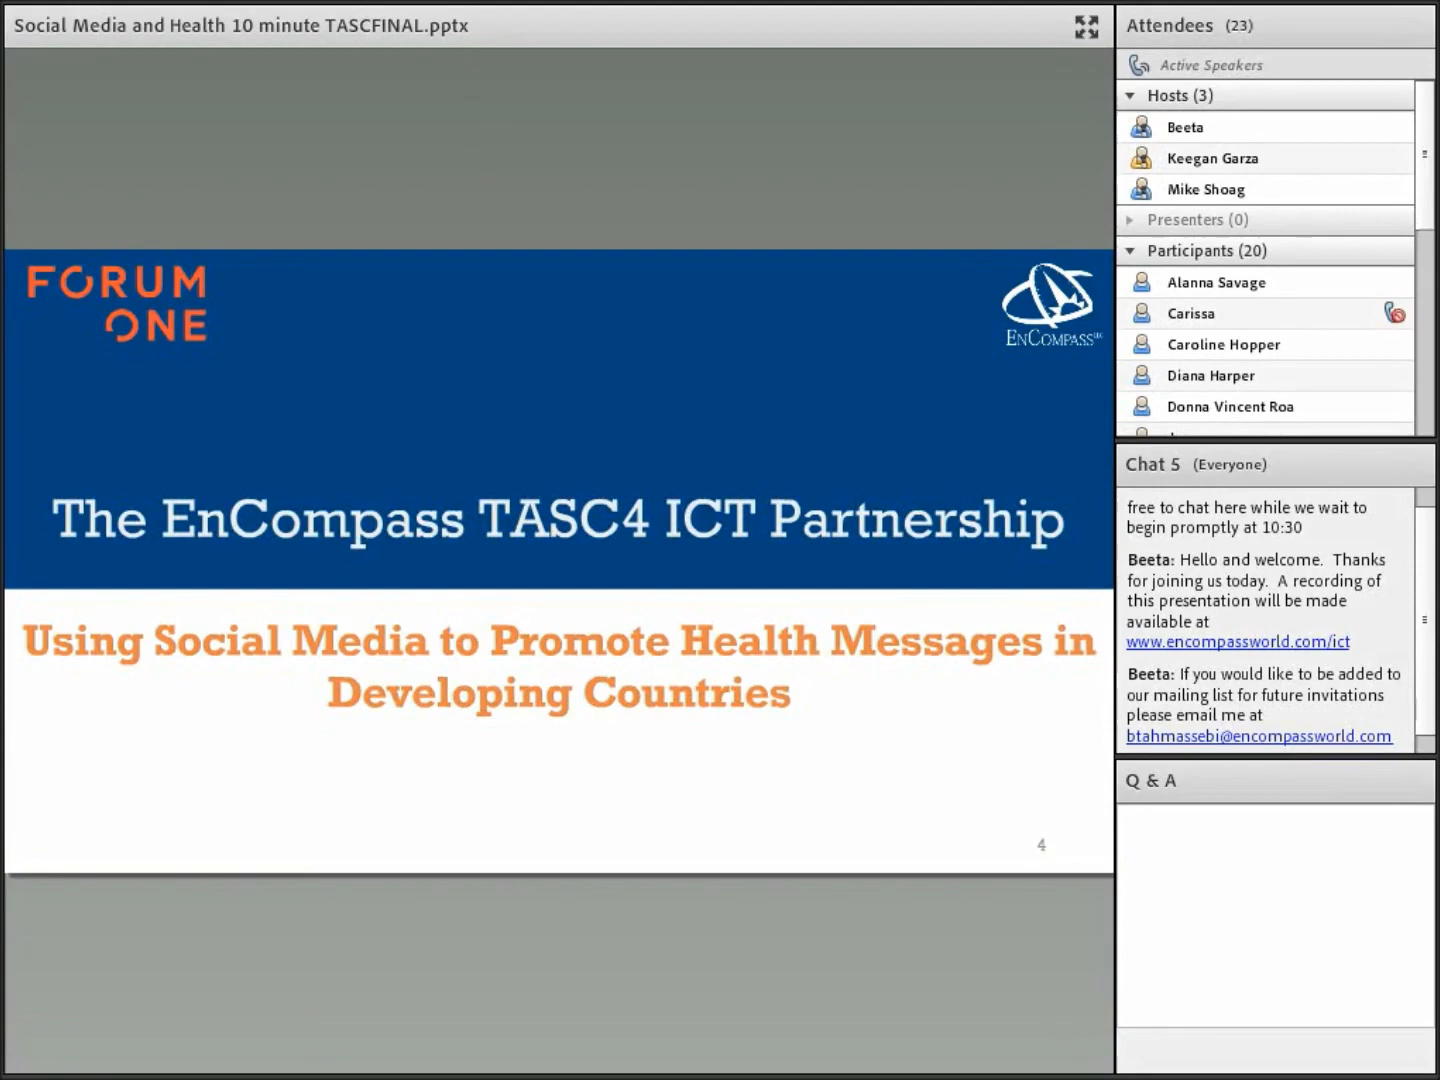 Social Media and Health 10 minute TASCFINAL.pptx
FORUM
ONE
ENCOMPASS LLC
The EnCompass TASC4 ICT Partnership
Using Social Media to Promote Health Messages in
Developing Countries
4
Attendees (23)
Active Speakers
Hosts (3)
Beeta
Keegan Garza
Mike Shoag
Presenters (0)
Participants (20)
Alanna Savage
Carissa
Caroline Hopper
Diana Harper
Donna Vincent Roa
Chat 5 (Everyone)
free to chat here while we wait to
begin promptly at 10:30
Beeta: Hello and welcome. Thanks
for joining us today. A recording of
this presentation will be made
available at
www.encompassworld.com/ict
Beeta: If you would like to be added to
our mailing list for future invitations
please email me at
btahmassebi@encompassworld.com
Q & A